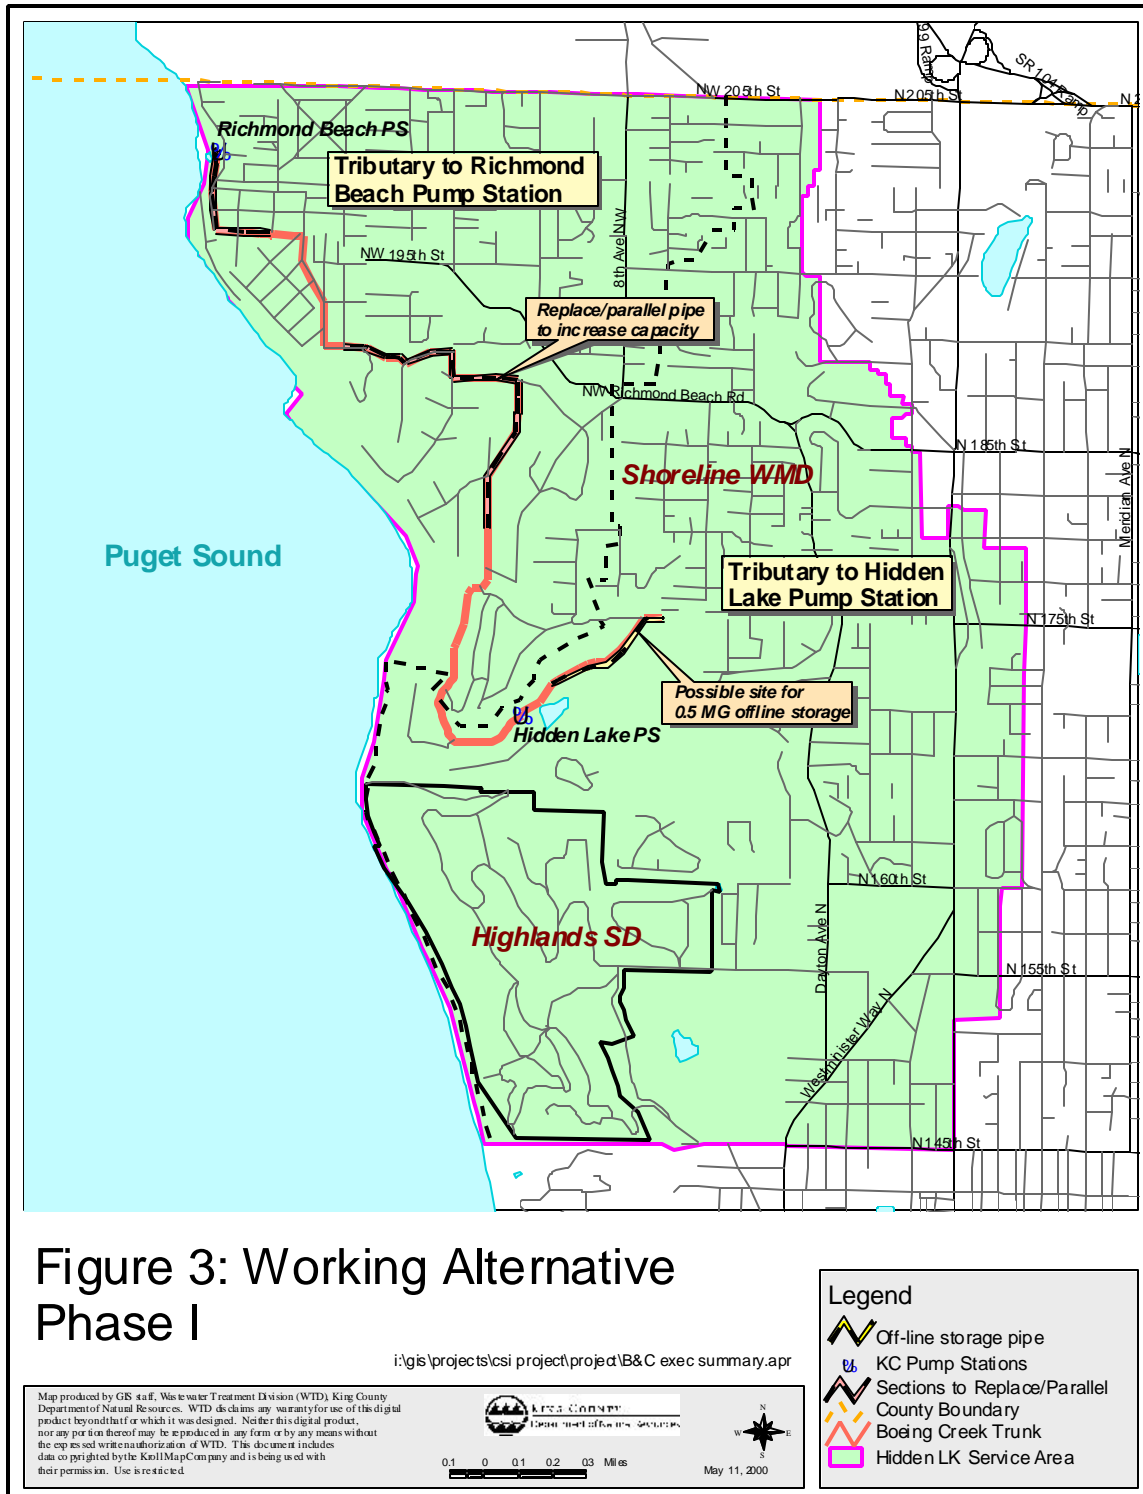 99 Ramp
SR 104 Ramp
NW 205th St
N 205th St
N 2
Richmond Beach PS
Tributary to Richmond
Beach Pump Station
8th Ave NW
NW 195th St
Replace/parallel pipe
to increase capacity
NW Richmond Beach Rd
N 185th St
Meridian Ave N
Shoreline WMD
Puget Sound
Tributary to Hidden
Lake Pump Station
N 175th St
Possible site for
0.5 MG offline storage
Hidden Lake PS
N 160th St
Dayton Ave N
Highlands SD
N 155th St
Westminister Way N
N 145th St
Figure 3: Working Alternative
Phase I
i:\gis\projects\csi project\project\B&C exec summary.apr
Legend
Off-line storage pipe
KC Pump Stations
Sections to Replace/Parallel
County Boundary
Boeing Creek Trunk
Hidden LK Service Area
Map produced by GIS staff, Wastewater Treatment Division (WTD), King County
Department of Natural Resources. WTD disclaims any warranty for use of this digital
product beyond that for which it was designed. Neither this digital product,
nor any portion thereof may be reproduced in any form or by any means without
the expressed written authorization of WTD. This document includes
data copyrighted by the Kroll Map Company and is being used with
their permission. Use is restricted.
King County
Department of Natural Resources
N
W E
S
0.1 0 0.1 0.2 0.3 Miles
May 11, 2000